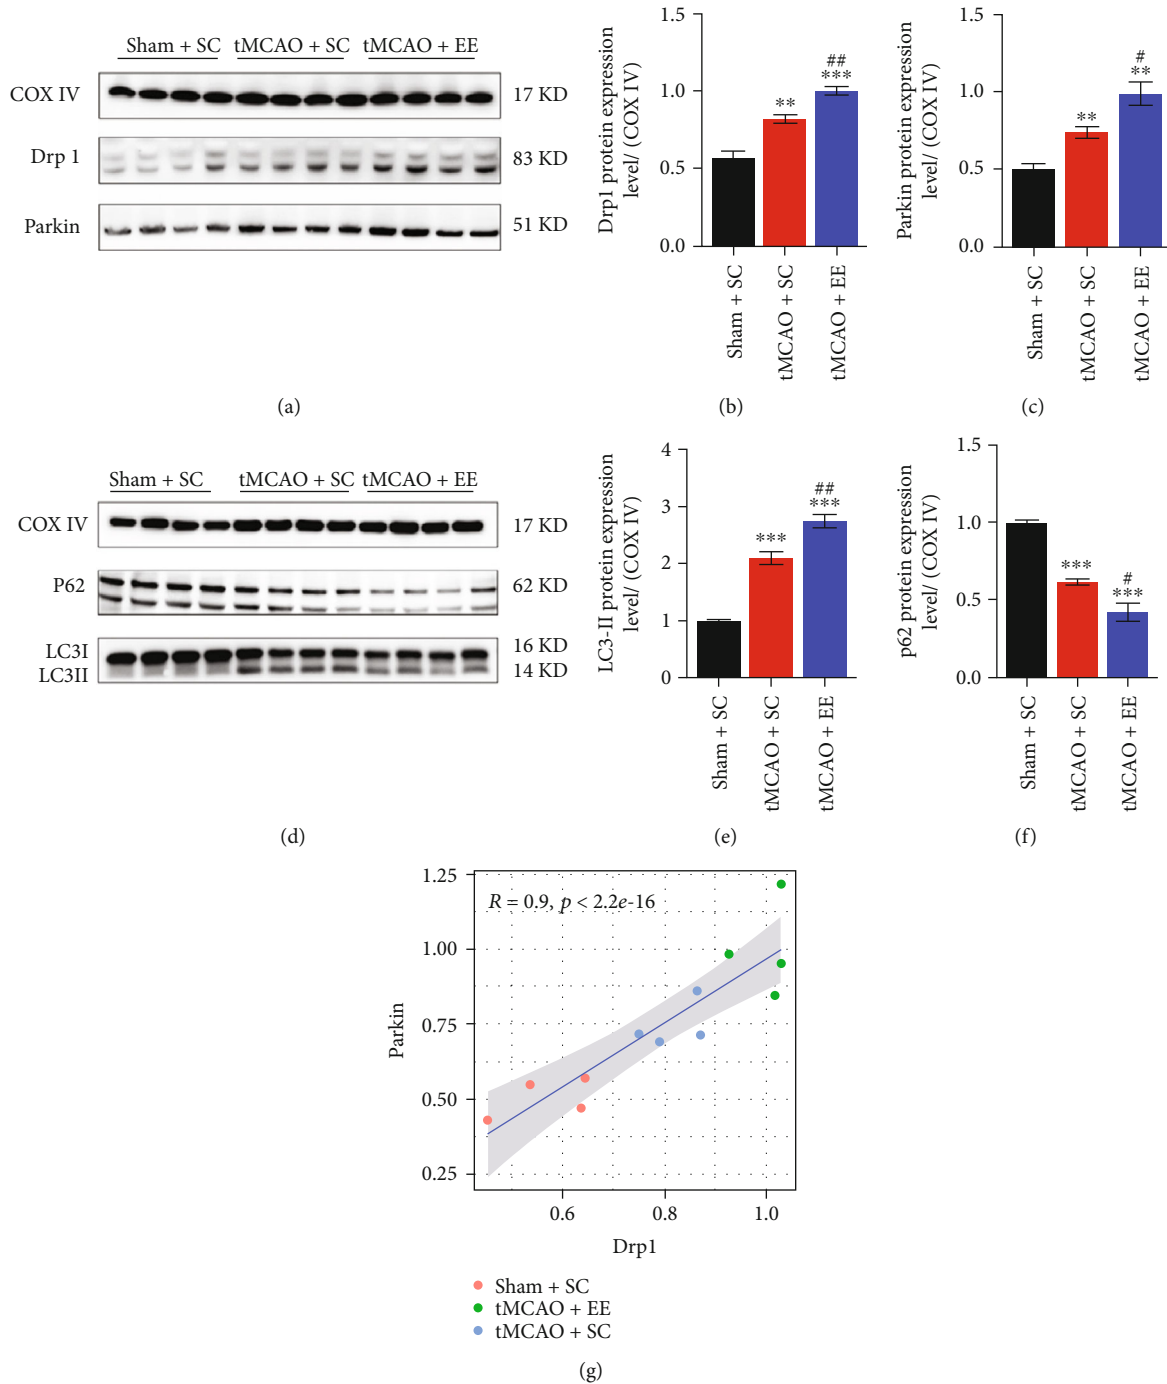 Sham + SC tMCAO + SC tMCAO + EE
COX IV 17 KD
Drp 1 83 KD
Parkin 51 KD
(a)
Drp1 protein expression
level/ (COX IV)
1.5
1.0
0.5
0.0
**
##
***
Sham + SC
tMCAO + SC
tMCAO + EE
(b)
Parkin protein expression
level/ (COX IV)
1.5
1.0
0.5
0.0
**
#
**
Sham + SC
tMCAO + SC
tMCAO + EE
(c)
Sham + SC tMCAO + SC tMCAO + EE
COX IV 17 KD
P62 62 KD
LC3I 16 KD
LC3II 14 KD
(d)
LC3-II protein expression
level/ (COX IV)
4
3
2
1
0
***
##
***
Sham + SC
tMCAO + SC
tMCAO + EE
(e)
p62 protein expression
level/ (COX IV)
1.5
1.0
0.5
0.0
***
#
***
Sham + SC
tMCAO + SC
tMCAO + EE
(f)
R = 0.9, p < 2.2e-16
Parkin
1.25
1.00
0.75
0.50
0.25
0.6 0.8 1.0
Drp1
Sham + SC
tMCAO + EE
tMCAO + SC
(g)